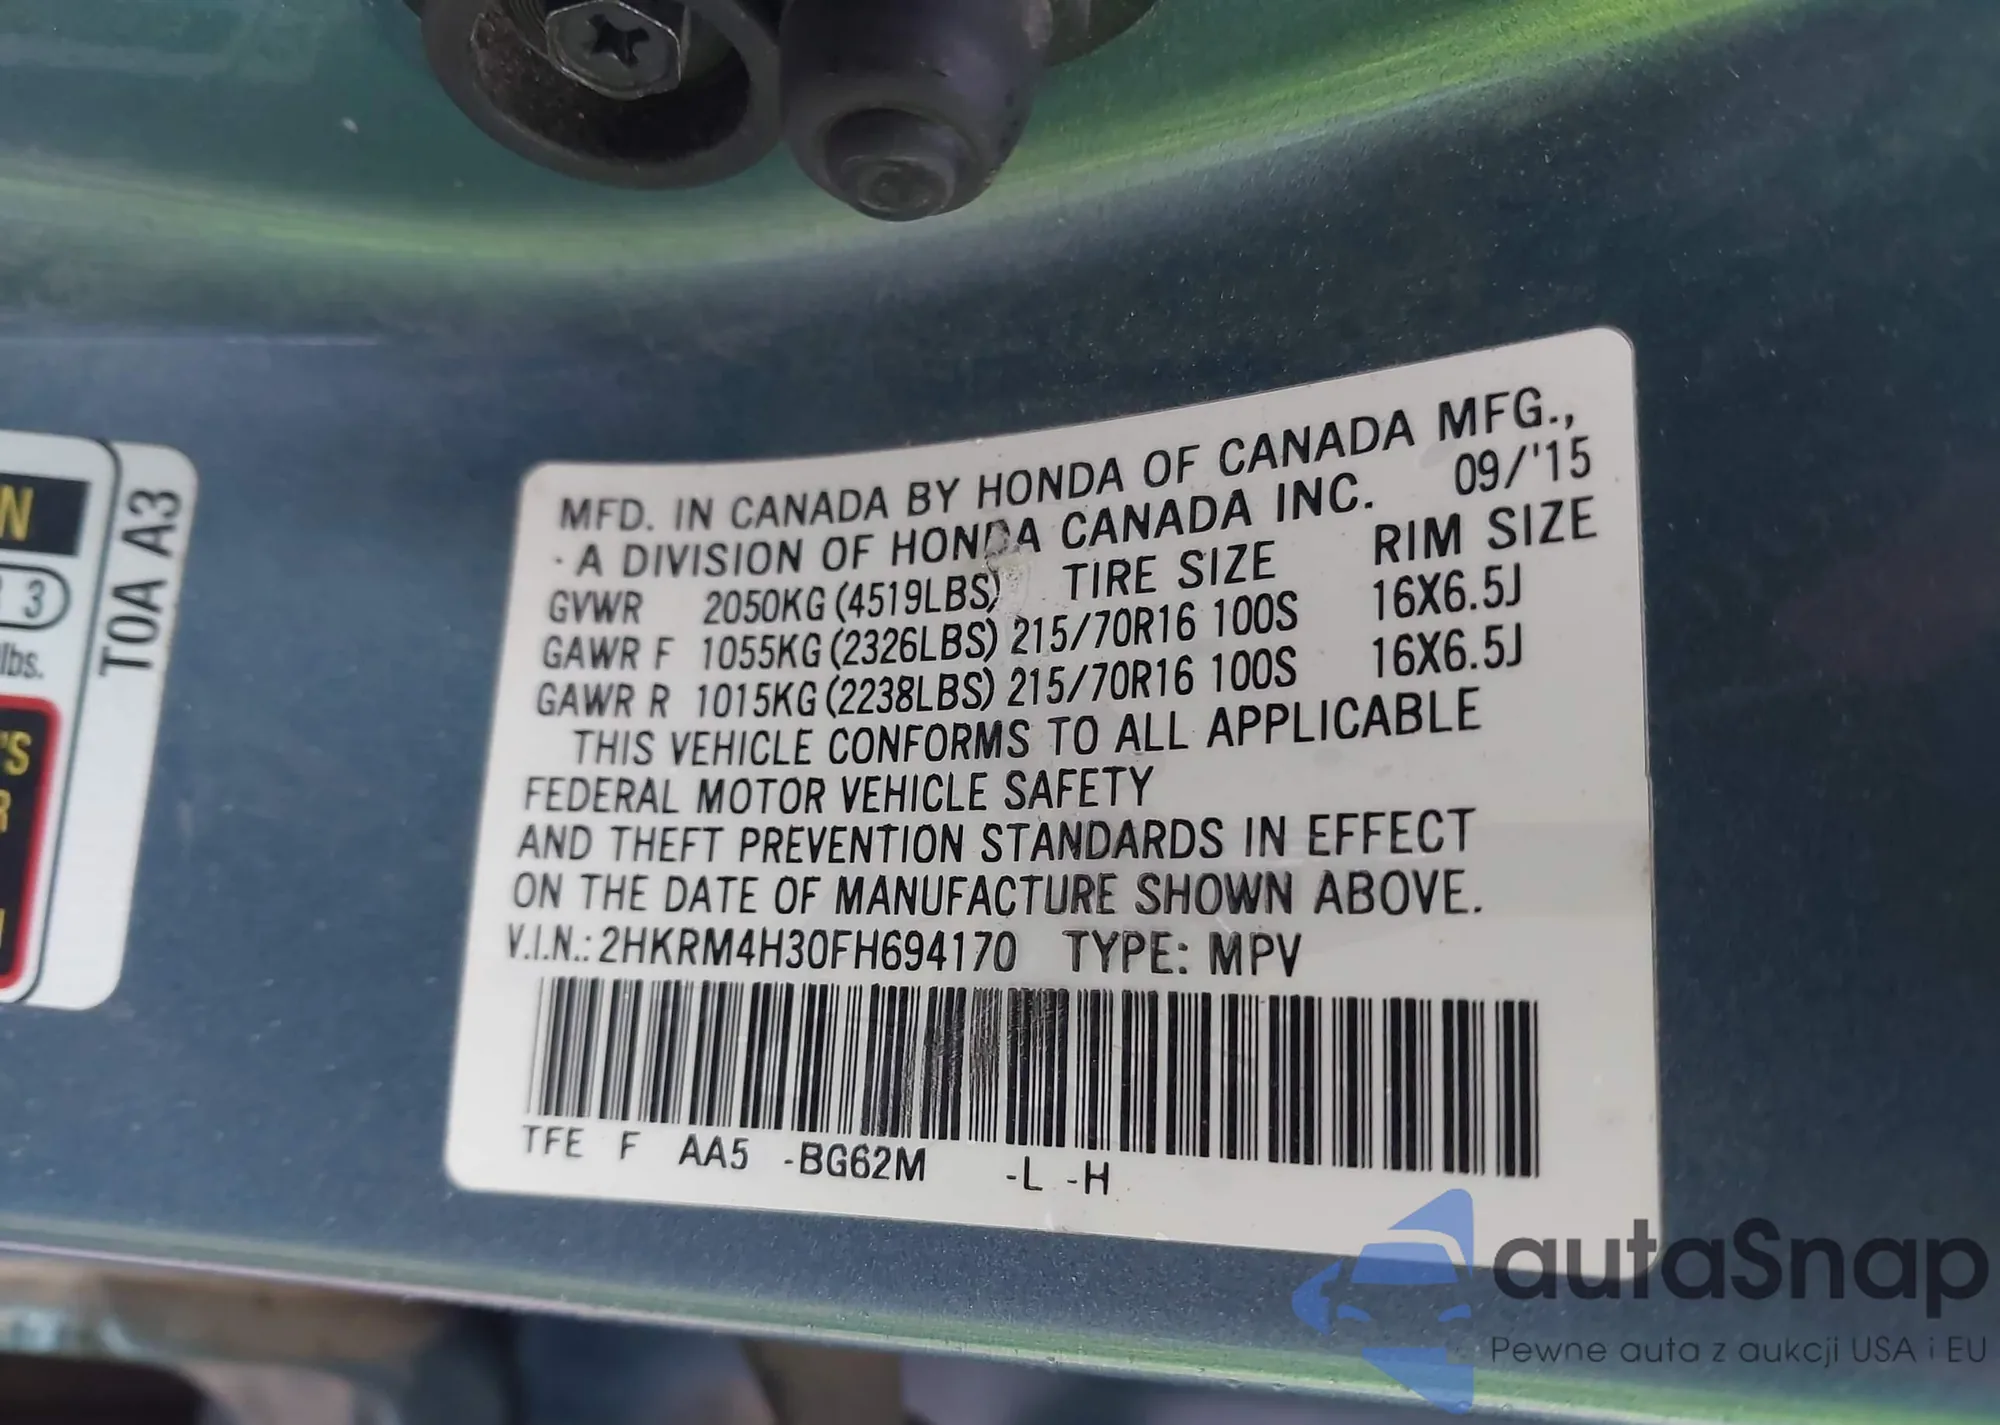 MFD. IN CANADA BY HONDA OF CANADA MFG.,
· A DIVISION OF HONDA CANADA INC. 09/'15
GVWR 2050KG (4519LBS) TIRE SIZE RIM SIZE
GAWR F 1055KG (2326LBS) 215/70R16 100S 16X6.5J
GAWR R 1015KG (2238LBS) 215/70R16 100S 16X6.5J
THIS VEHICLE CONFORMS TO ALL APPLICABLE
FEDERAL MOTOR VEHICLE SAFETY
AND THEFT PREVENTION STANDARDS IN EFFECT
ON THE DATE OF MANUFACTURE SHOWN ABOVE.
V.I.N.: 2HKRM4H30FH694170 TYPE: MPV
TFE F AA5 -BG62M -L -H
T0A A3
N
3
lbs.
'S
R
autaSnap
Pewne auta z aukcji USA i EU